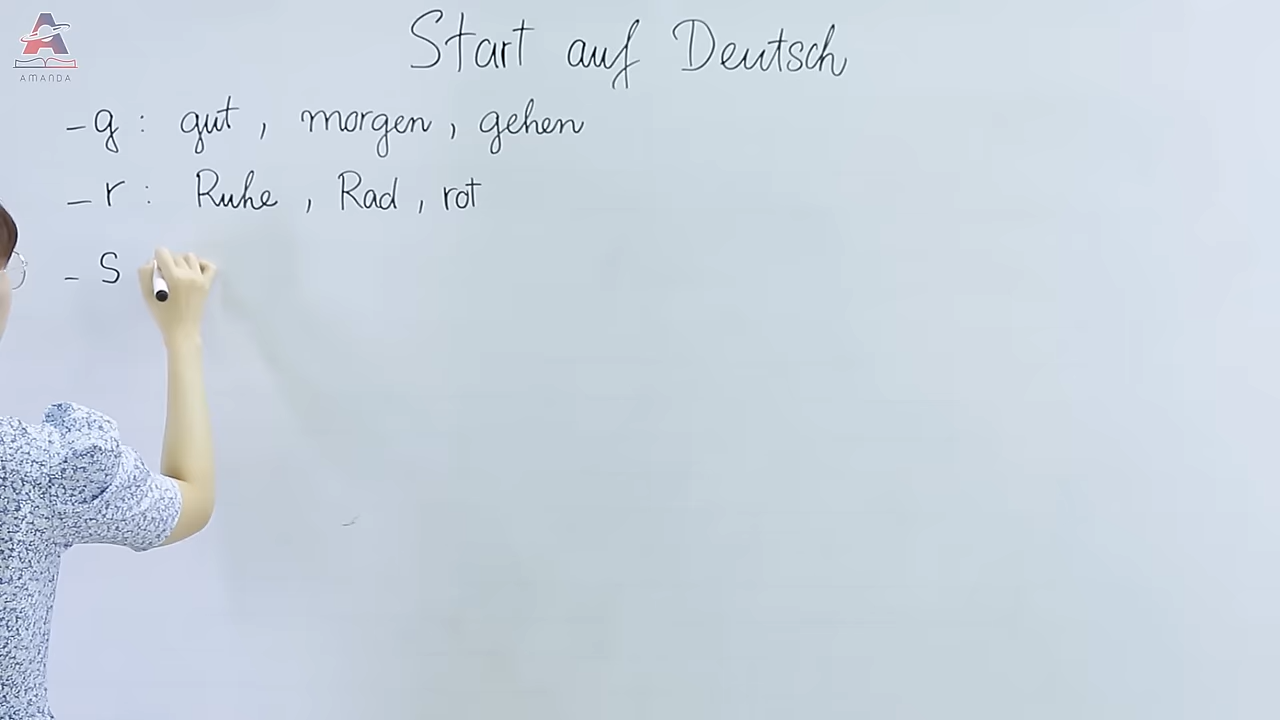 A
AMANDA
Start auf Deutsch
- g : gut , morgen , gehen
- r : Ruhe , Rad , rot
- S